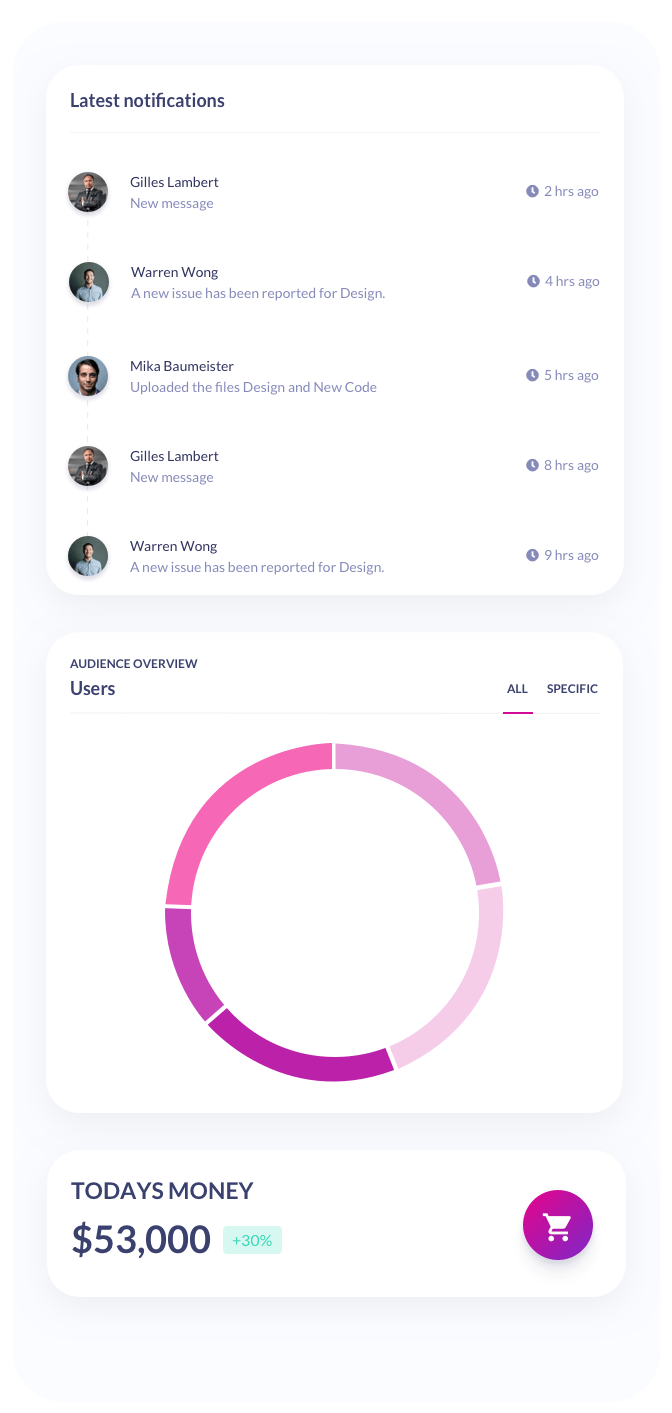 Latest notifications
Gilles Lambert
New message
2 hrs ago
Warren Wong
A new issue has been reported for Design.
4 hrs ago
Mika Baumeister
Uploaded the files Design and New Code
5 hrs ago
Gilles Lambert
New message
8 hrs ago
Warren Wong
A new issue has been reported for Design.
9 hrs ago
AUDIENCE OVERVIEW
Users
ALL SPECIFIC
TODAYS MONEY
$53,000 +30%